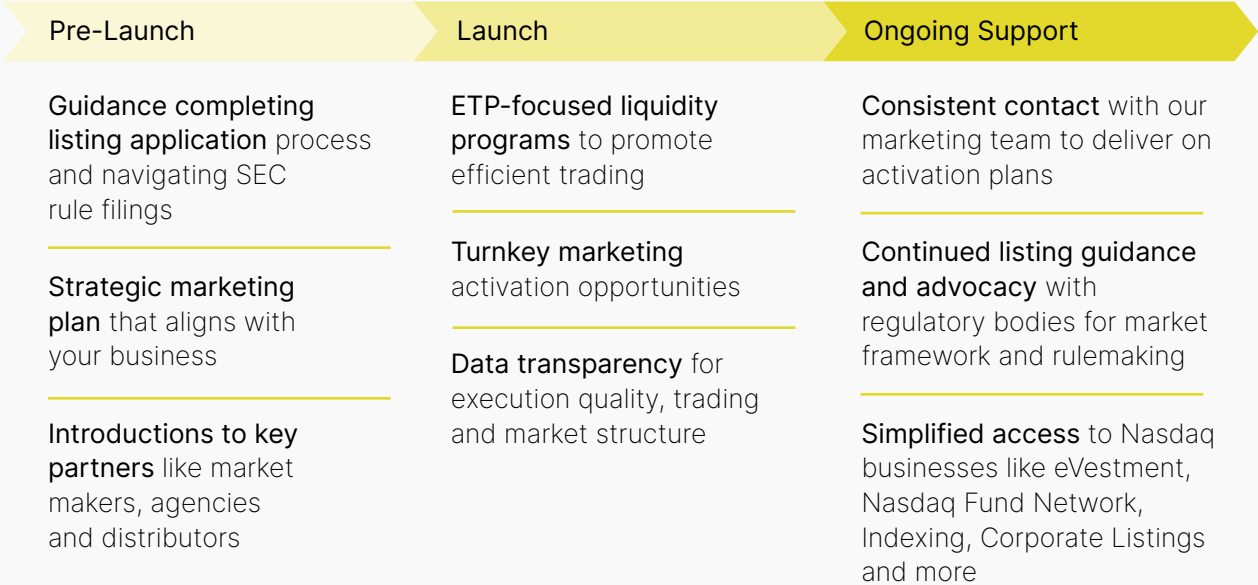 Pre-Launch
Guidance completing
listing application process
and navigating SEC
rule filings
Strategic marketing
plan that aligns with
your business
Introductions to key
partners like market
makers, agencies
and distributors
Launch
ETP-focused liquidity
programs to promote
efficient trading
Turnkey marketing
activation opportunities
Data transparency for
execution quality, trading
and market structure
Ongoing Support
Consistent contact with our
marketing team to deliver on
activation plans
Continued listing guidance
and advocacy with
regulatory bodies for market
framework and rulemaking
Simplified access to Nasdaq
businesses like eVestment,
Nasdaq Fund Network,
Indexing, Corporate Listings
and more